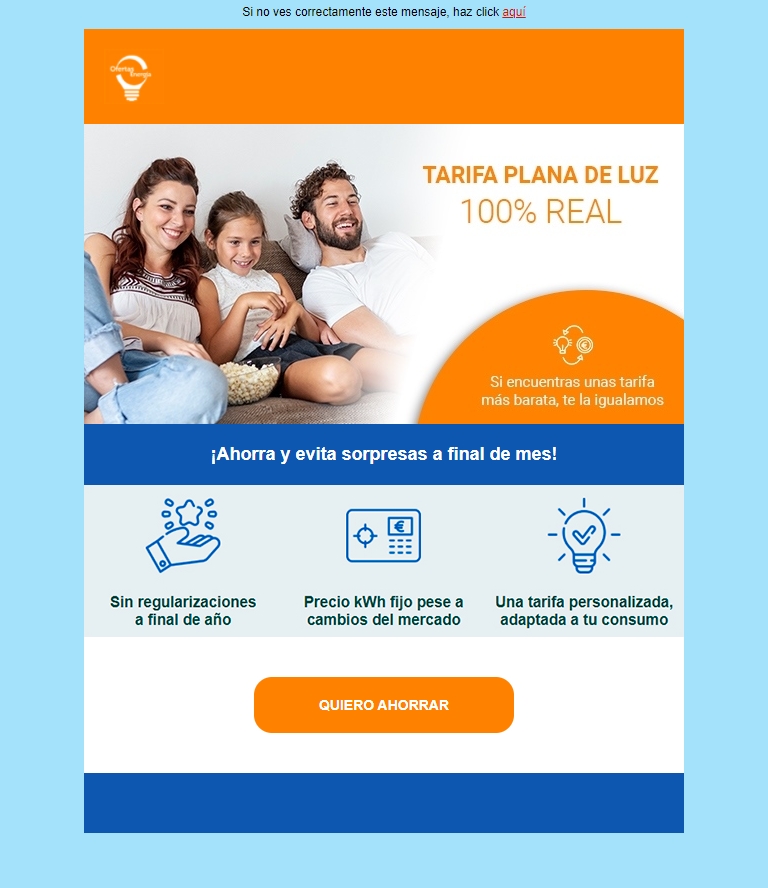 Si no ves correctamente este mensaje, haz click aquí
Ofertas
energía
TARIFA PLANA DE LUZ
100% REAL
Si encuentras unas tarifa
más barata, te la igualamos
¡Ahorra y evita sorpresas a final de mes!
Sin regularizaciones
a final de año
Precio kWh fijo pese a
cambios del mercado
Una tarifa personalizada,
adaptada a tu consumo
QUIERO AHORRAR